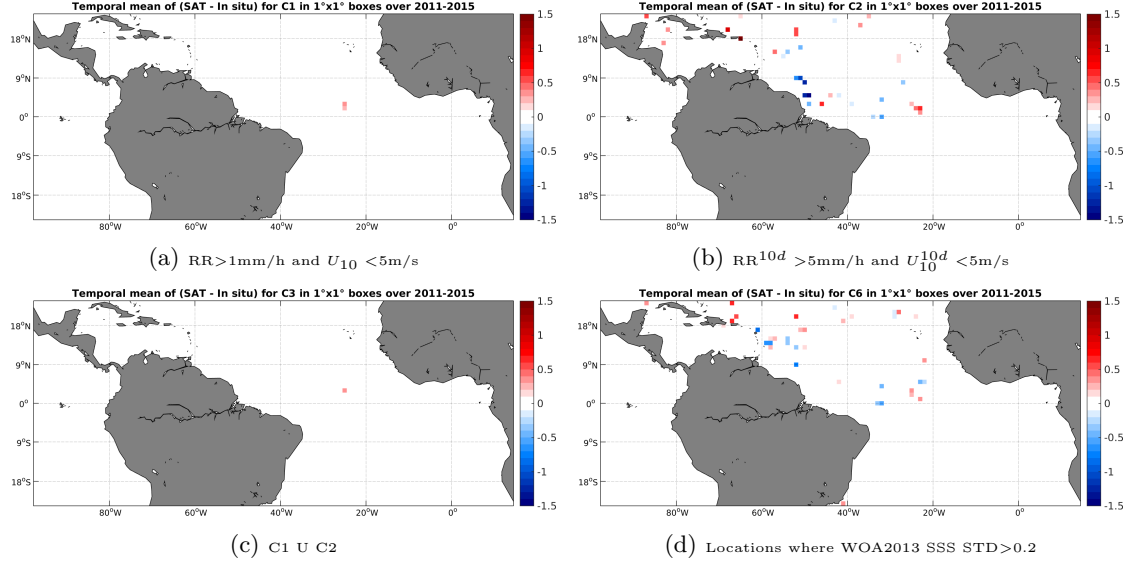 Temporal mean of (SAT - In situ) for C1 in 1°x1° boxes over 2011-2015
18°N
9°N
0°
9°S
18°S
80°W
60°W
40°W
20°W
0°
1.5
1
0.5
0
-0.5
-1
-1.5
(a) RR>1mm/h and U10 <5m/s
Temporal mean of (SAT - In situ) for C2 in 1°x1° boxes over 2011-2015
18°N
9°N
0°
9°S
18°S
80°W
60°W
40°W
20°W
0°
1.5
1
0.5
0
-0.5
-1
-1.5
(b) RR^10d >5mm/h and U10^10d <5m/s
Temporal mean of (SAT - In situ) for C3 in 1°x1° boxes over 2011-2015
18°N
9°N
0°
9°S
18°S
80°W
60°W
40°W
20°W
0°
1.5
1
0.5
0
-0.5
-1
-1.5
(c) C1 U C2
Temporal mean of (SAT - In situ) for C6 in 1°x1° boxes over 2011-2015
18°N
9°N
0°
9°S
18°S
80°W
60°W
40°W
20°W
0°
1.5
1
0.5
0
-0.5
-1
-1.5
(d) Locations where WOA2013 SSS STD>0.2